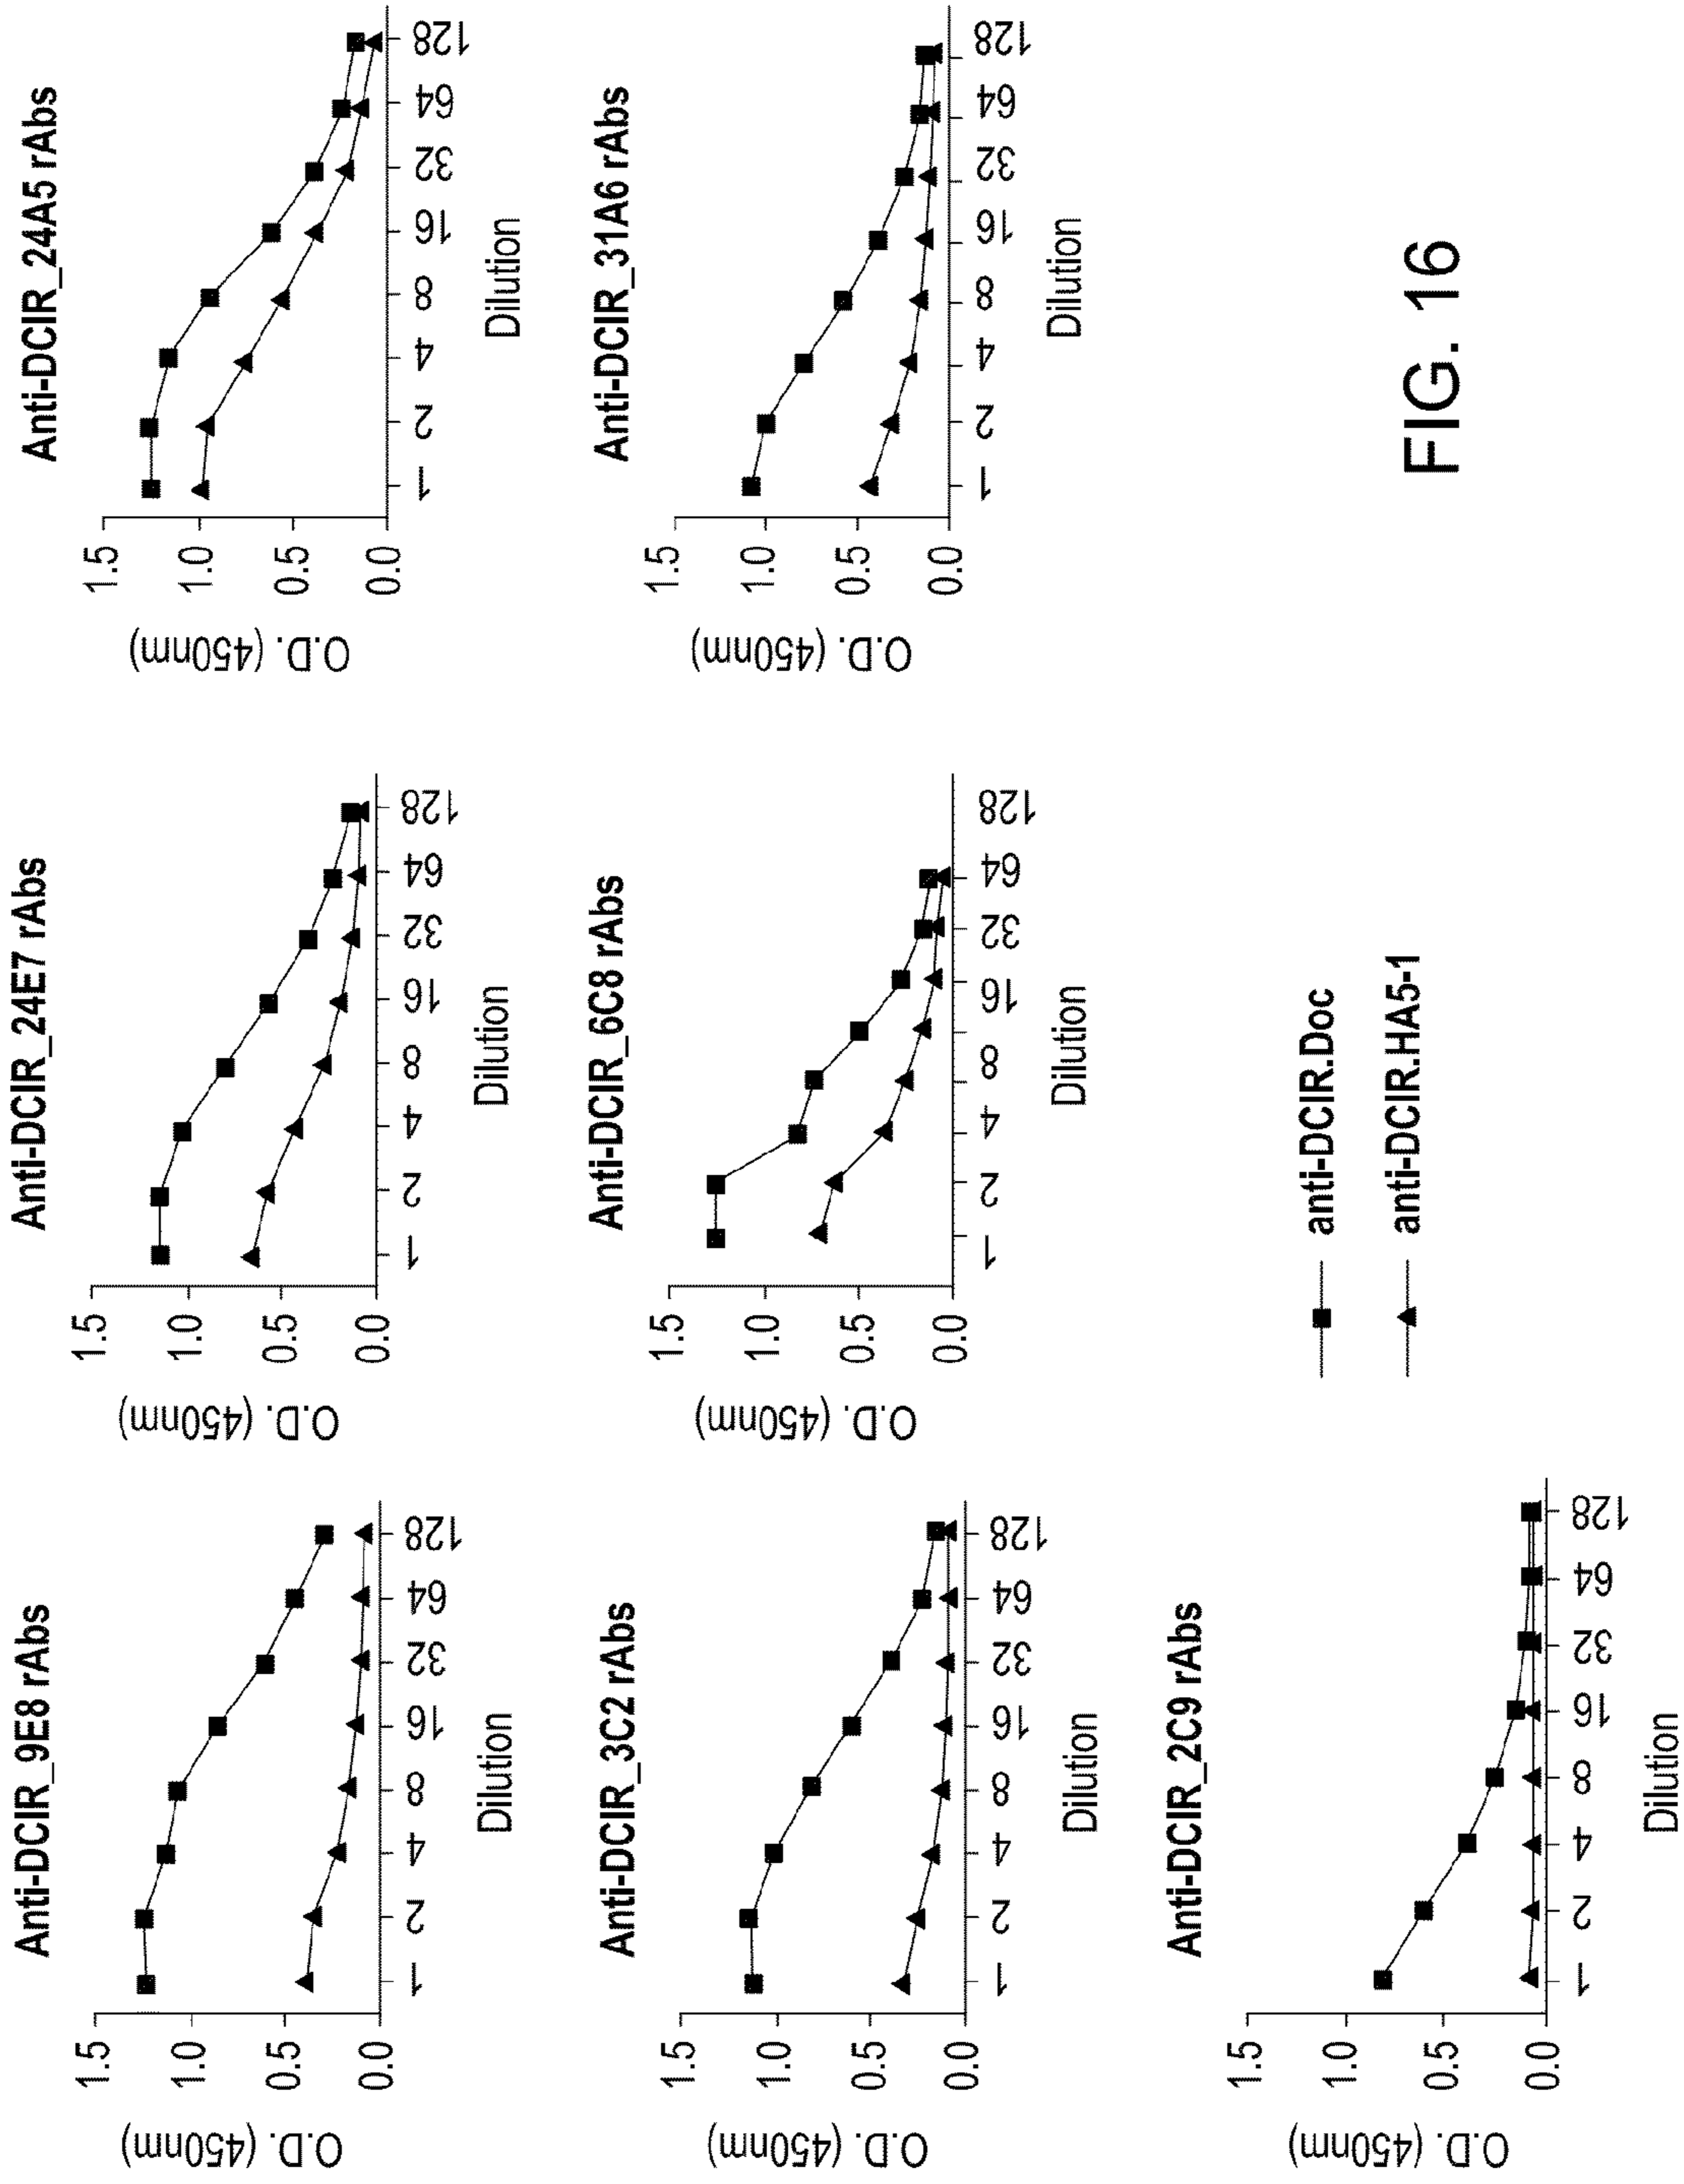 Anti-DCIR_9E8 rAbs
O.D. (450nm)
1.5
1.0
0.5
0.0
1 2 4 8 16 32 64 128
Dilution
Anti-DCIR_24E7 rAbs
O.D. (450nm)
1.5
1.0
0.5
0.0
1 2 4 8 16 32 64 128
Dilution
Anti-DCIR_24A5 rAbs
O.D. (450nm)
1.5
1.0
0.5
0.0
1 2 4 8 16 32 64 128
Dilution
Anti-DCIR_3C2 rAbs
O.D. (450nm)
1.5
1.0
0.5
0.0
1 2 4 8 16 32 64 128
Dilution
Anti-DCIR_6C8 rAbs
O.D. (450nm)
1.5
1.0
0.5
0.0
1 2 4 8 16 32 64 128
Dilution
Anti-DCIR_31A6 rAbs
O.D. (450nm)
1.5
1.0
0.5
0.0
1 2 4 8 16 32 64 128
Dilution
Anti-DCIR_2C9 rAbs
O.D. (450nm)
1.5
1.0
0.5
0.0
1 2 4 8 16 32 64 128
Dilution
anti-DCIR.Doc
anti-DCIR.HA5-1
FIG. 16